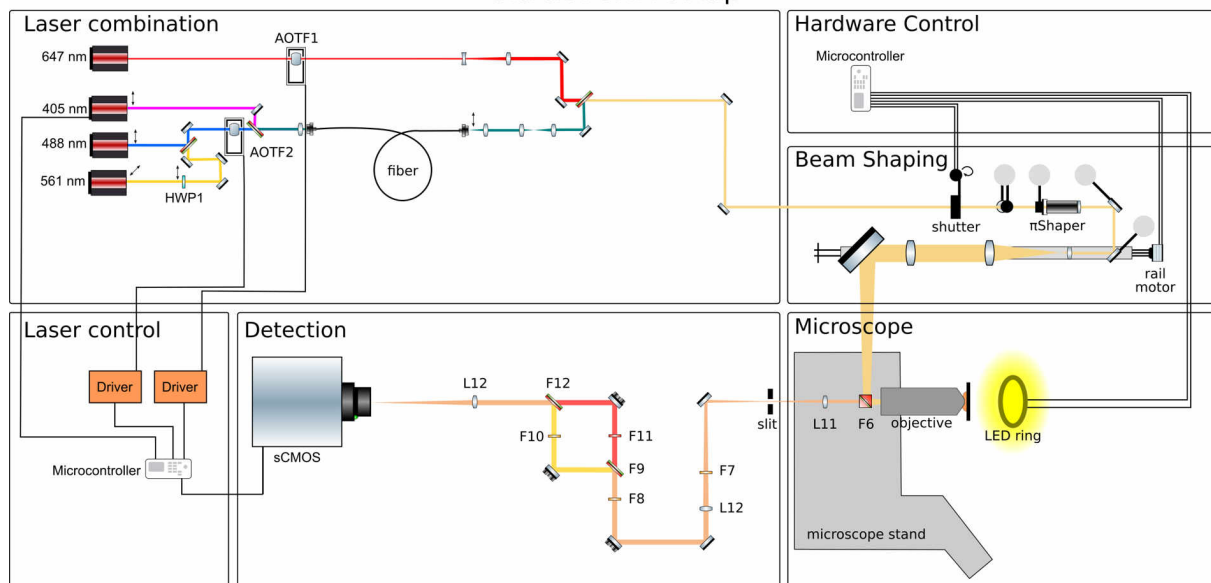 Laser combination
647 nm
AOTF1
405 nm
488 nm
AOTF2
561 nm
HWP1
fiber
Hardware Control
Microcontroller
Beam Shaping
shutter
πShaper
rail
motor
Laser control
Driver
Driver
Microcontroller
Detection
sCMOS
L12
F12
F10
F11
F9
F8
F7
L12
slit
Microscope
L11
F6
objective
LED ring
microscope stand